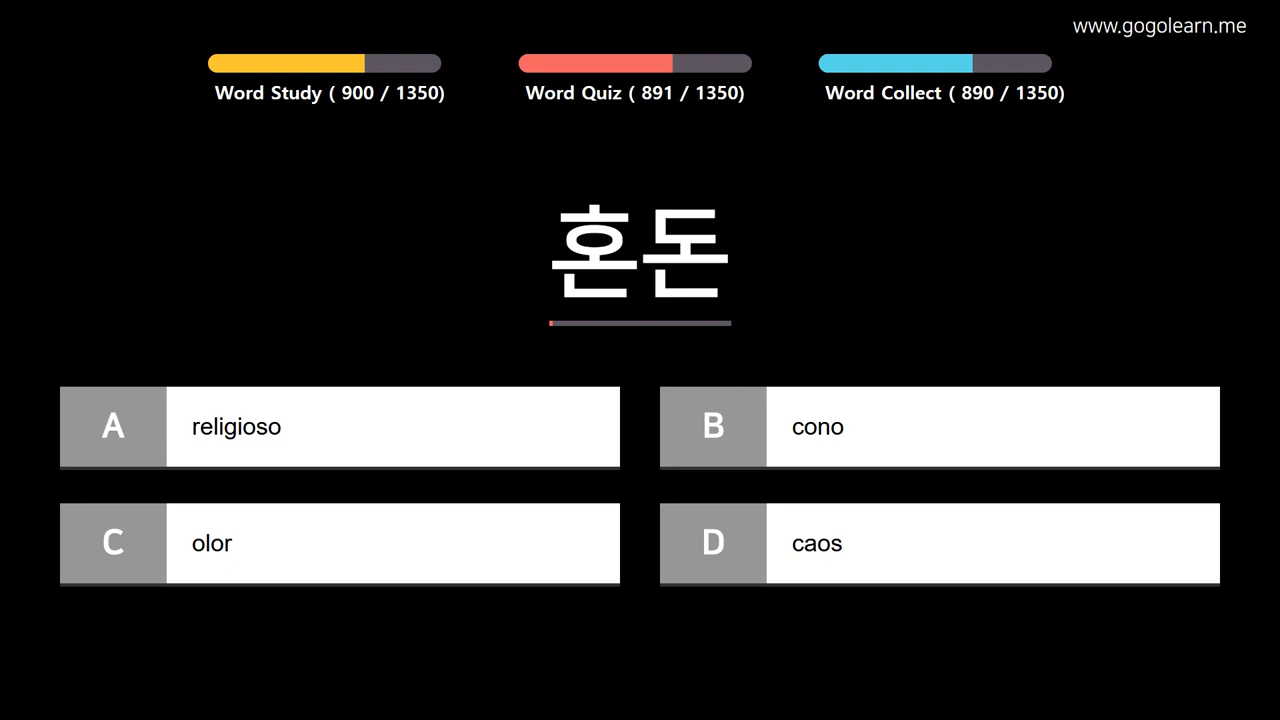 www.gogolearn.me
Word Study ( 900 / 1350)
Word Quiz ( 891 / 1350)
Word Collect ( 890 / 1350)
혼돈
A religioso
B cono
C olor
D caos